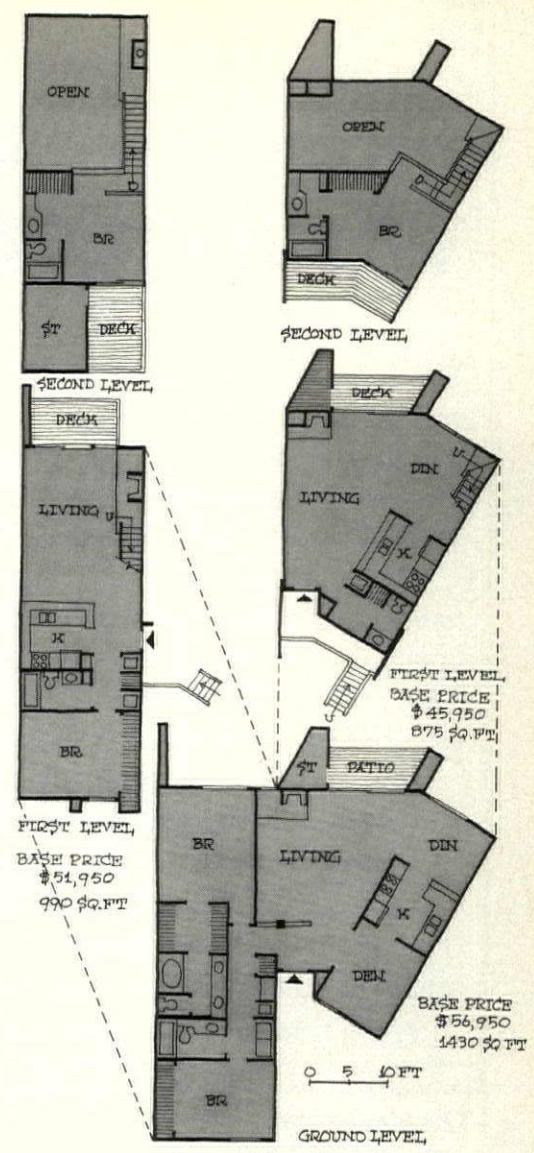 OPEN
BR
ST
DECK
SECOND LEVEL
OPEN
BR
DECK
SECOND LEVEL
DECK
LIVING
U
K
BR
FIRST LEVEL
BASE PRICE
$51,950
990 SQ.FT
DECK
DIN
U
LIVING
K
FIRST LEVEL
BASE PRICE
$45,950
875 SQ.FT
ST
PATIO
BR
LIVING
DIN
K
DEN
BR
BASE PRICE
$56,950
1430 SQ FT
0 5 10 FT
GROUND LEVEL